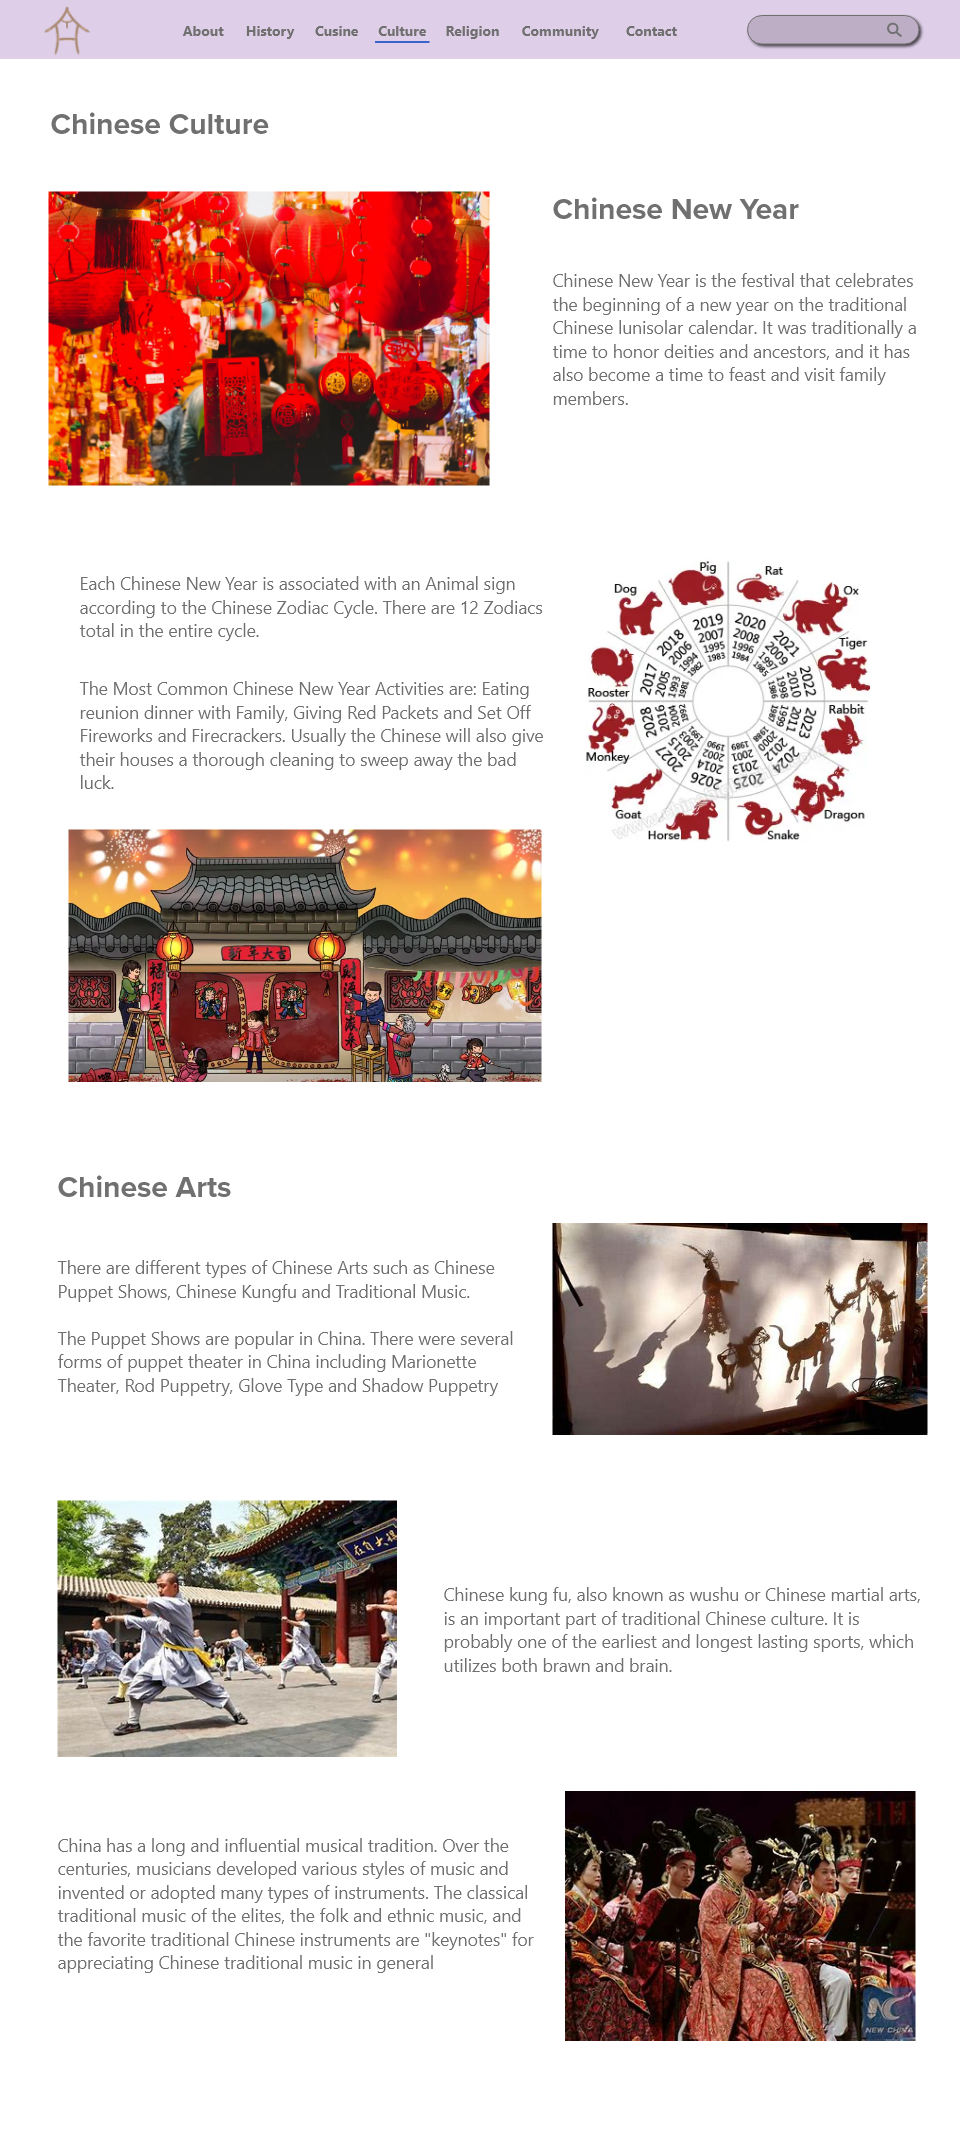 About History Cusine Culture Religion Community Contact
Chinese Culture
Chinese New Year
Chinese New Year is the festival that celebrates
the beginning of a new year on the traditional
Chinese lunisolar calendar. It was traditionally a
time to honor deities and ancestors, and it has
also become a time to feast and visit family
members.
Each Chinese New Year is associated with an Animal sign
according to the Chinese Zodiac Cycle. There are 12 Zodiacs
total in the entire cycle.
The Most Common Chinese New Year Activities are: Eating
reunion dinner with Family, Giving Red Packets and Set Off
Fireworks and Firecrackers. Usually the Chinese will also give
their houses a thorough cleaning to sweep away the bad
luck.
Pig
2019
2007
1995
1983
Rat
2020
2008
1996
1984
Ox
2021
2009
1997
1985
Tiger
2022
2010
1998
1986
Rabbit
2023
2011
1999
1987
Dragon
2024
2012
2000
1988
Snake
2025
2013
2001
1989
Horse
2026
2014
2002
1990
Goat
2027
2015
2003
1991
Monkey
2028
2016
2004
1992
Rooster
2017
2005
1993
1981
Dog
2018
2006
1994
1982
新年大吉
Chinese Arts
There are different types of Chinese Arts such as Chinese
Puppet Shows, Chinese Kungfu and Traditional Music.
The Puppet Shows are popular in China. There were several
forms of puppet theater in China including Marionette
Theater, Rod Puppetry, Glove Type and Shadow Puppetry
Chinese kung fu, also known as wushu or Chinese martial arts,
is an important part of traditional Chinese culture. It is
probably one of the earliest and longest lasting sports, which
utilizes both brawn and brain.
China has a long and influential musical tradition. Over the
centuries, musicians developed various styles of music and
invented or adopted many types of instruments. The classical
traditional music of the elites, the folk and ethnic music, and
the favorite traditional Chinese instruments are "keynotes" for
appreciating Chinese traditional music in general
NEW CHINA